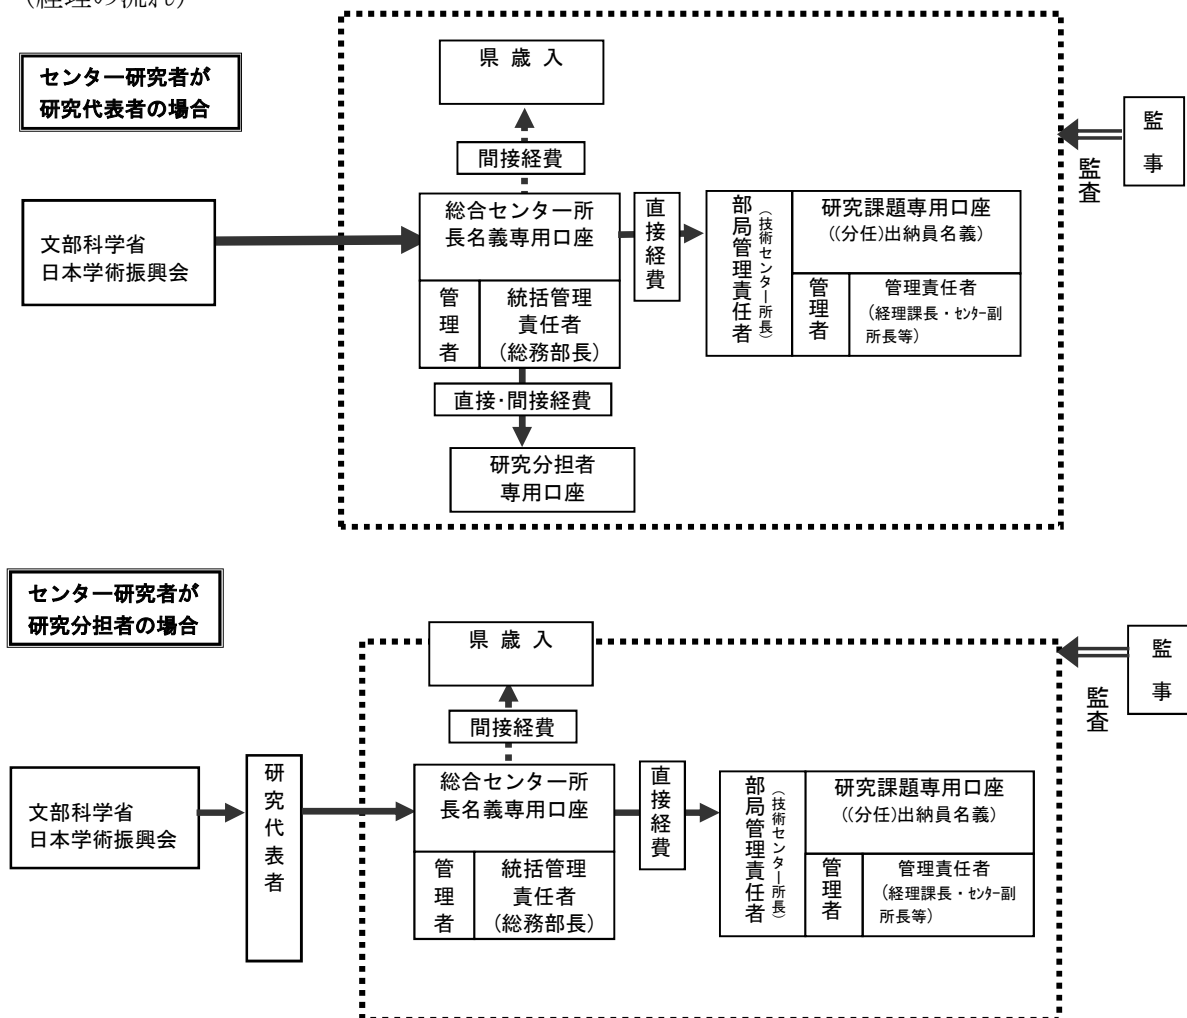 (経理の流れ)
センター研究者が
研究代表者の場合
県 歳 入
間接経費
監
事
監査
文部科学省
日本学術振興会
総合センター所
長名義専用口座
管
理
者
統括管理
責任者
(総務部長)
直接経費
部局管理責任者
(技術センター所長)
研究課題専用口座
((分任)出納員名義)
管理者
管理責任者
(経理課長・ｾﾝﾀｰ副
所長等)
直接・間接経費
研究分担者
専用口座
センター研究者が
研究分担者の場合
県 歳 入
間接経費
監
事
監査
文部科学省
日本学術振興会
研究代表者
総合センター所
長名義専用口座
管
理
者
統括管理
責任者
(総務部長)
直接経費
部局管理責任者
(技術センター所長)
研究課題専用口座
((分任)出納員名義)
管理者
管理責任者
(経理課長・ｾﾝﾀｰ副
所長等)